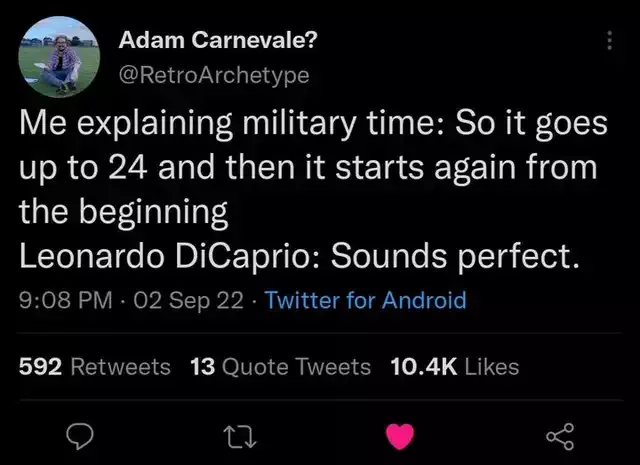 Adam Carnevale?
@RetroArchetype
Me explaining military time: So it goes
up to 24 and then it starts again from
the beginning
Leonardo DiCaprio: Sounds perfect.
9:08 PM · 02 Sep 22 · Twitter for Android
592 Retweets 13 Quote Tweets 10.4K Likes